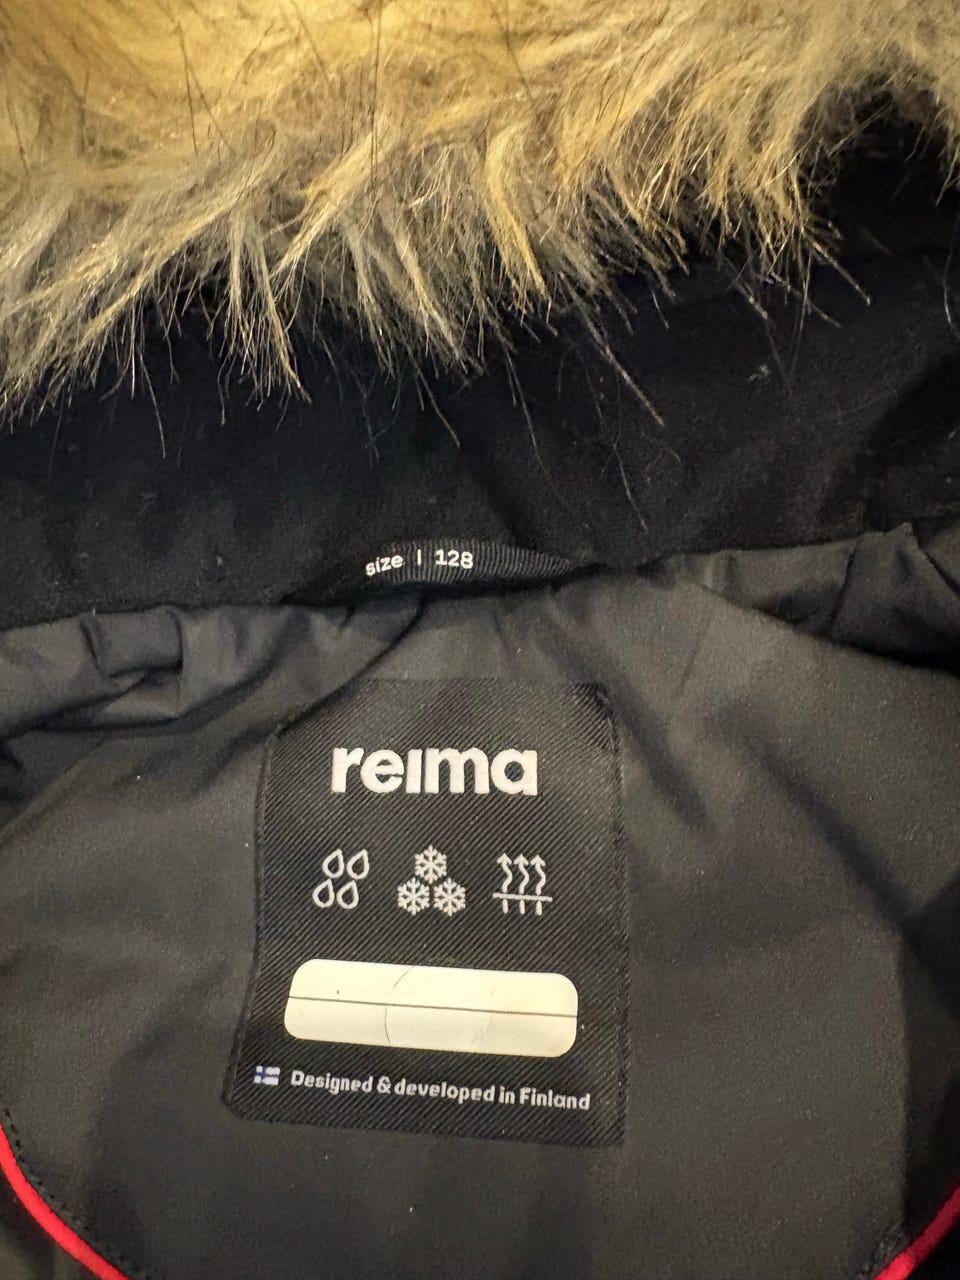 size | 128
reima
Designed & developed in Finland